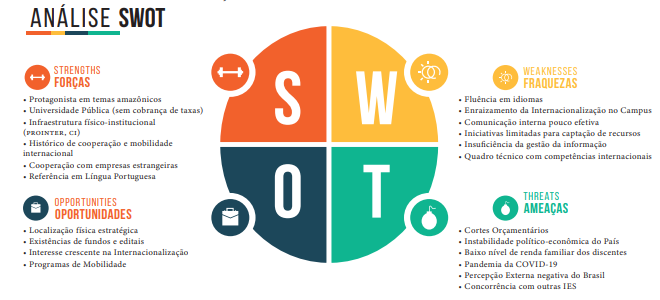 ANÁLISE SWOT
STRENGTHS
FORÇAS
• Protagonista em temas amazônicos
• Universidade Pública (sem cobrança de taxas)
• Infraestrutura físico-institucional
(PROINTER, CI)
• Histórico de cooperação e mobilidade
internacional
• Cooperação com empresas estrangeiras
• Referência em Língua Portuguesa
OPPORTUNITIES
OPORTUNIDADES
• Localização física estratégica
• Existências de fundos e editais
• Interesse crescente na Internacionalização
• Programas de Mobilidade
S
W
O
T
WEAKNESSES
FRAQUEZAS
• Fluência em idiomas
• Enraizamento da Internacionalização no Campus
• Comunicação interna pouco efetiva
• Iniciativas limitadas para captação de recursos
• Insuficiência da gestão da informação
• Quadro técnico com competências internacionais
THREATS
AMEAÇAS
• Cortes Orçamentários
• Instabilidade político-econômica do País
• Baixo nível de renda familiar dos discentes
• Pandemia da COVID-19
• Percepção Externa negativa do Brasil
• Concorrência com outras IES